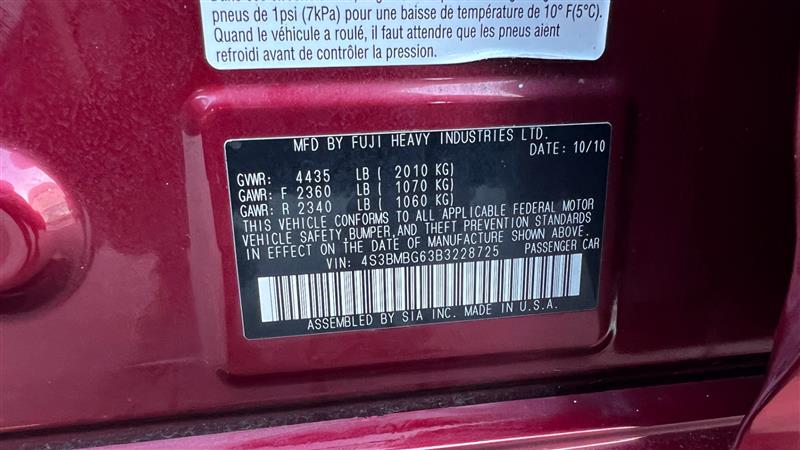 pneus de 1psi (7kPa) pour une baisse de température de 10° F(5°C).
Quand le véhicule a roulé, il faut attendre que les pneus aient
refroidi avant de contrôler la pression.
MFD BY FUJI HEAVY INDUSTRIES LTD.
DATE: 10/10
GVWR: 4435 LB ( 2010 KG)
GAWR: F 2360 LB ( 1070 KG)
GAWR: R 2340 LB ( 1060 KG)
THIS VEHICLE CONFORMS TO ALL APPLICABLE FEDERAL MOTOR
VEHICLE SAFETY,BUMPER,AND THEFT PREVENTION STANDARDS
IN EFFECT ON THE DATE OF MANUFACTURE SHOWN ABOVE.
VIN: 4S3BMBG63B3228725 PASSENGER CAR
ASSEMBLED BY SIA INC. MADE IN U.S.A.